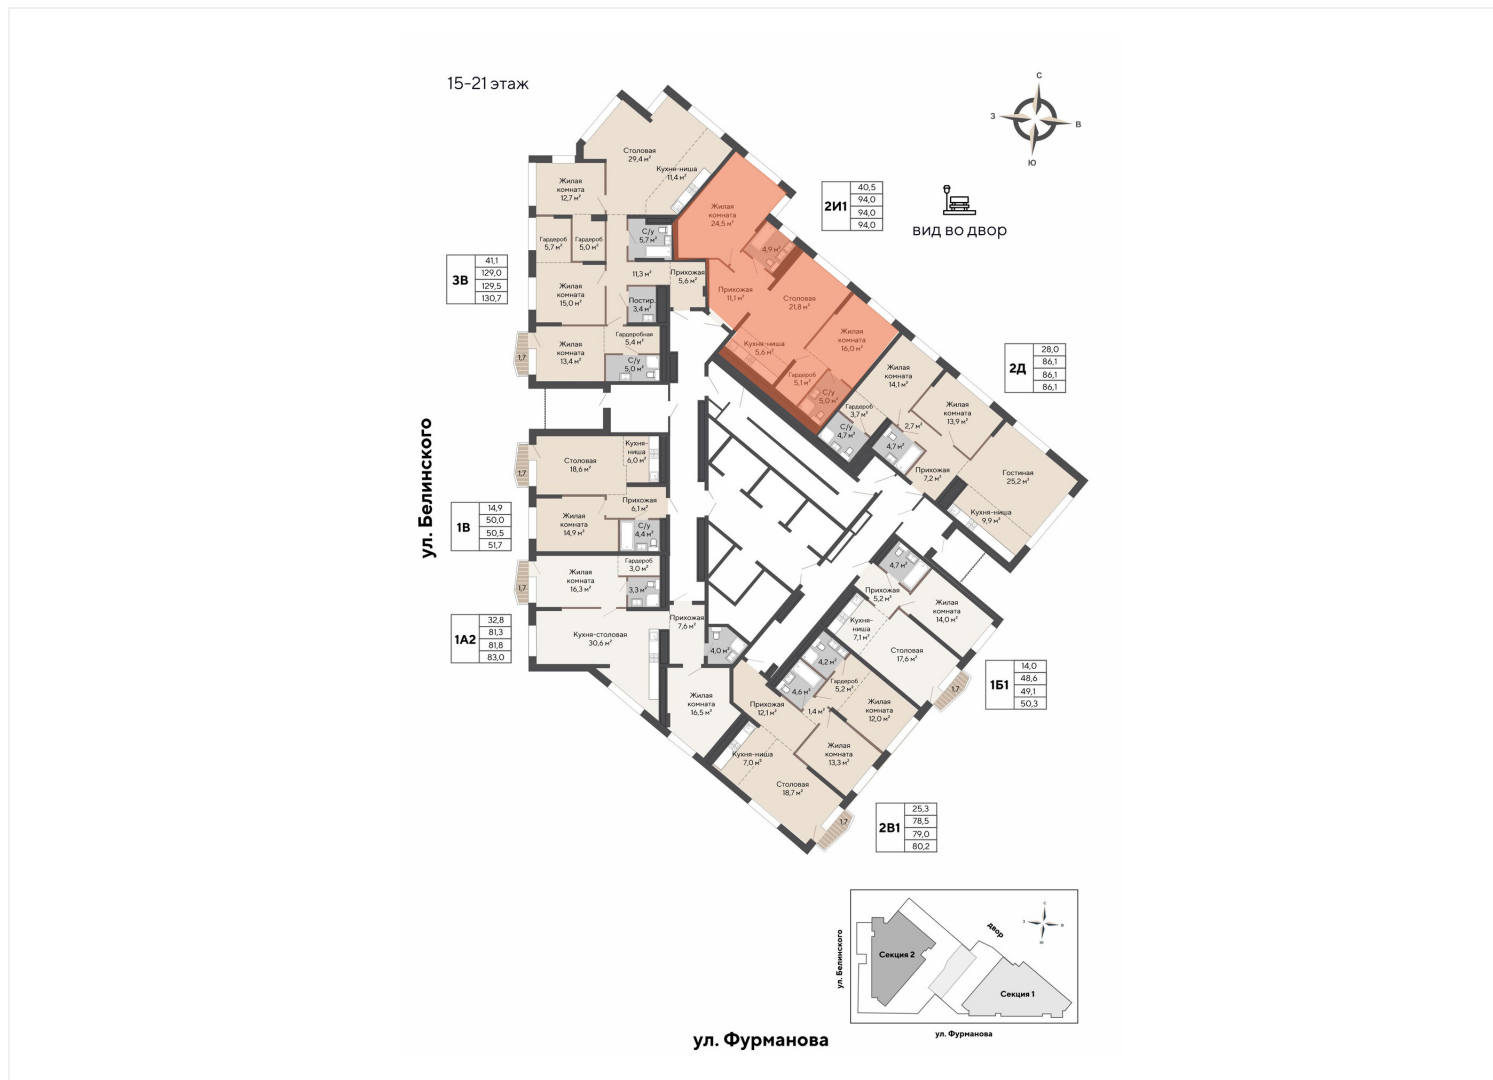 15-21 этаж
С
З
В
Ю
2И1
40,5
94,0
94,0
94,0
ВИД ВО ДВОР
Столовая
29,4 м²
Кухня-ниша
11,4 м²
Жилая
комната
12,7 м²
Гардероб
5,7 м²
Гардероб
5,0 м²
С/у
5,7 м²
11,3 м²
Прихожая
5,6 м²
Жилая
комната
15,0 м²
Постир.
3,4 м²
Гардеробная
5,4 м²
Жилая
комната
13,4 м²
С/у
5,0 м²
1,7
3В
41,1
129,0
129,5
130,7
Жилая
комната
24,5 м²
4,9 м²
Прихожая
11,1 м²
Столовая
21,8 м²
Жилая
комната
16,0 м²
Кухня-ниша
5,6 м²
Гардероб
5,1 м²
С/у
5,0 м²
2Д
28,0
86,1
86,1
86,1
Жилая
комната
14,1 м²
Жилая
комната
13,9 м²
Гардероб
3,7 м²
2,7 м²
С/у
4,7 м²
4,7 м²
Прихожая
7,2 м²
Гостиная
25,2 м²
Кухня-ниша
9,9 м²
ул. Белинского
Столовая
18,6 м²
Кухня-
ниша
6,0 м²
1,7
Прихожая
6,1 м²
Жилая
комната
14,9 м²
С/у
4,4 м²
1В
14,9
50,0
50,5
51,7
Жилая
комната
16,3 м²
Гардероб
3,0 м²
3,3 м²
1,7
Кухня-столовая
30,6 м²
Прихожая
7,6 м²
4,0 м²
Жилая
комната
16,5 м²
1А2
32,8
81,3
81,8
83,0
4,7 м²
Прихожая
5,2 м²
Жилая
комната
14,0 м²
Кухня-
ниша
7,1 м²
Столовая
17,6 м²
1,7
1Б1
14,0
48,6
49,1
50,3
4,2 м²
4,6 м²
Гардероб
5,2 м²
Прихожая
12,1 м²
1,4 м²
Жилая
комната
12,0 м²
Жилая
комната
13,3 м²
Кухня-ниша
7,0 м²
Столовая
18,7 м²
1,7
2В1
25,3
78,5
79,0
80,2
ул. Белинского
Секция 2
двор
Секция 1
С
З
В
Ю
ул. Фурманова
ул. Фурманова